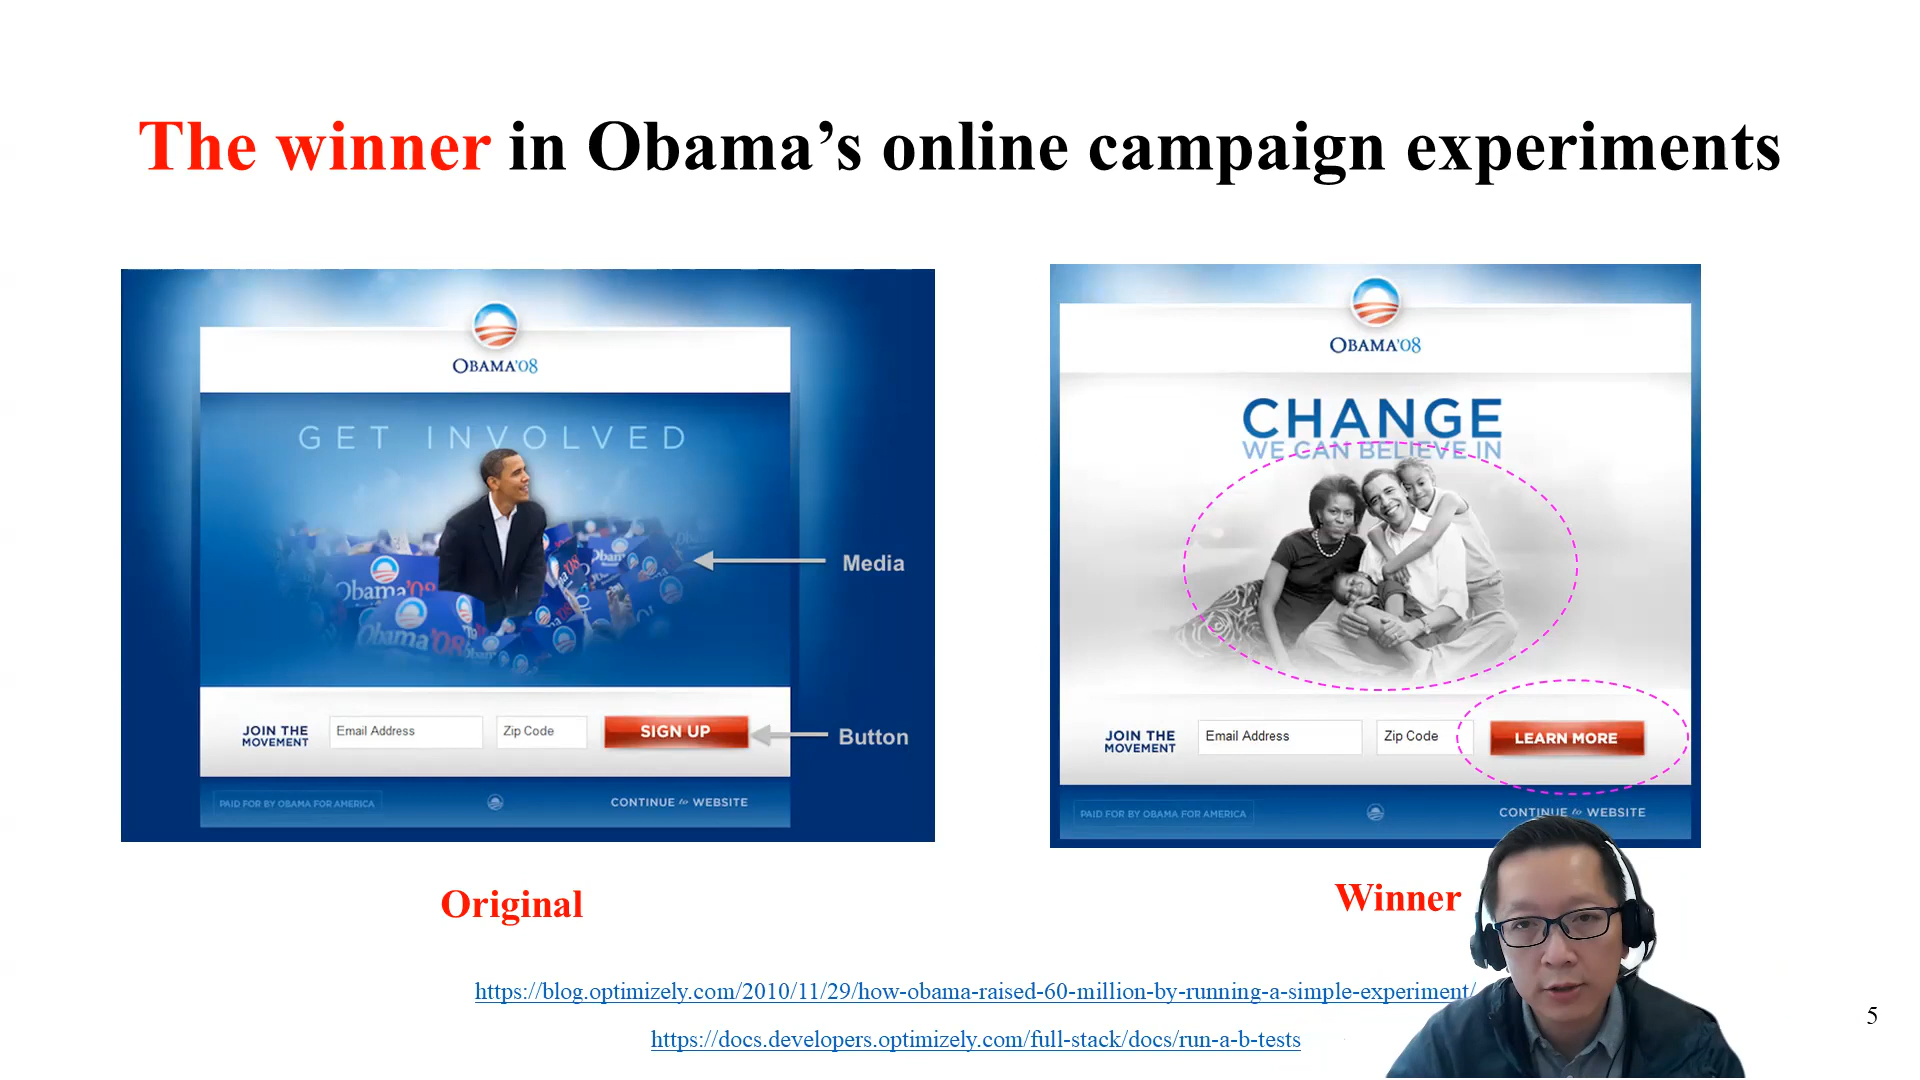 The winner in Obama’s online campaign experiments
OBAMA'08
GET INVOLVED
Obama'08
Obama'08
Media
JOIN THE
MOVEMENT
Email Address
Zip Code
SIGN UP
Button
PAID FOR BY OBAMA FOR AMERICA
CONTINUE to WEBSITE
Original
OBAMA'08
CHANGE
WE CAN BELIEVE IN
JOIN THE
MOVEMENT
Email Address
Zip Code
LEARN MORE
PAID FOR BY OBAMA FOR AMERICA
CONTINUE to WEBSITE
Winner
https://blog.optimizely.com/2010/11/29/how-obama-raised-60-million-by-running-a-simple-experiment/
https://docs.developers.optimizely.com/full-stack/docs/run-a-b-tests
5